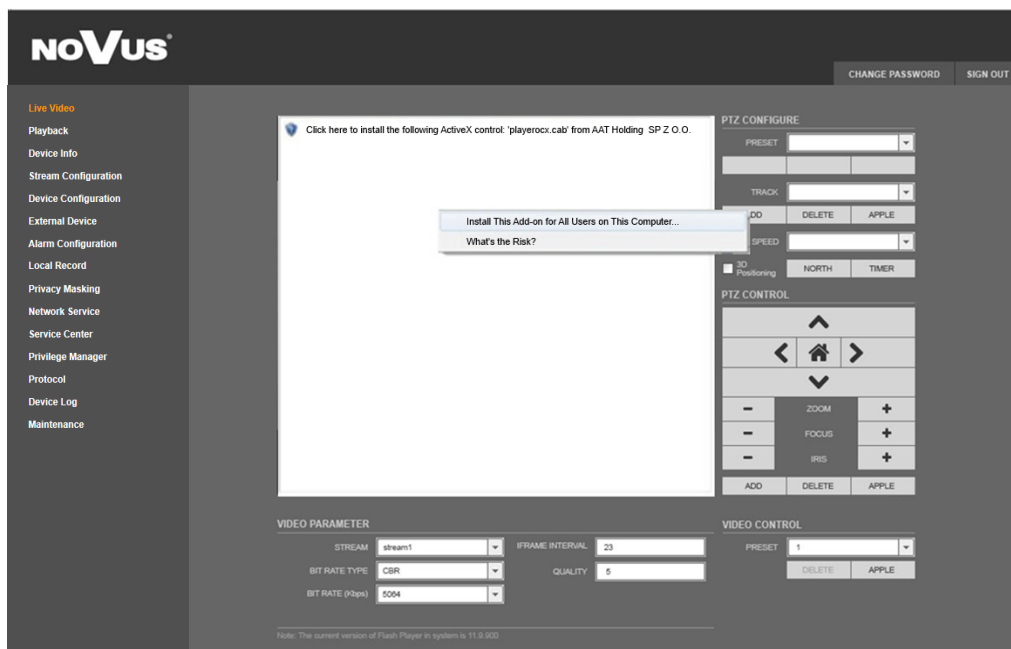 NOVUS
CHANGE PASSWORD SIGN OUT
Live Video
Playback
Device Info
Stream Configuration
Device Configuration
External Device
Alarm Configuration
Local Record
Privacy Masking
Network Service
Service Center
Privilege Manager
Protocol
Device Log
Maintenance
Click here to install the following ActiveX control: 'playerocx.cab' from AAT Holding SP Z O.O.
Install This Add-on for All Users on This Computer...
What's the Risk?
PTZ CONFIGURE
PRESET
TRACK
DD DELETE APPLE
SPEED
3D Positioning NORTH TIMER
PTZ CONTROL
- ZOOM +
- FOCUS +
- IRIS +
ADD DELETE APPLE
VIDEO PARAMETER
STREAM stream1 IFRAME INTERVAL 23
BIT RATE TYPE CBR QUALITY 5
BIT RATE (Kbps) 5064
VIDEO CONTROL
PRESET 1
DELETE APPLE
Note: The current version of Flash Player in system is 11.9.900